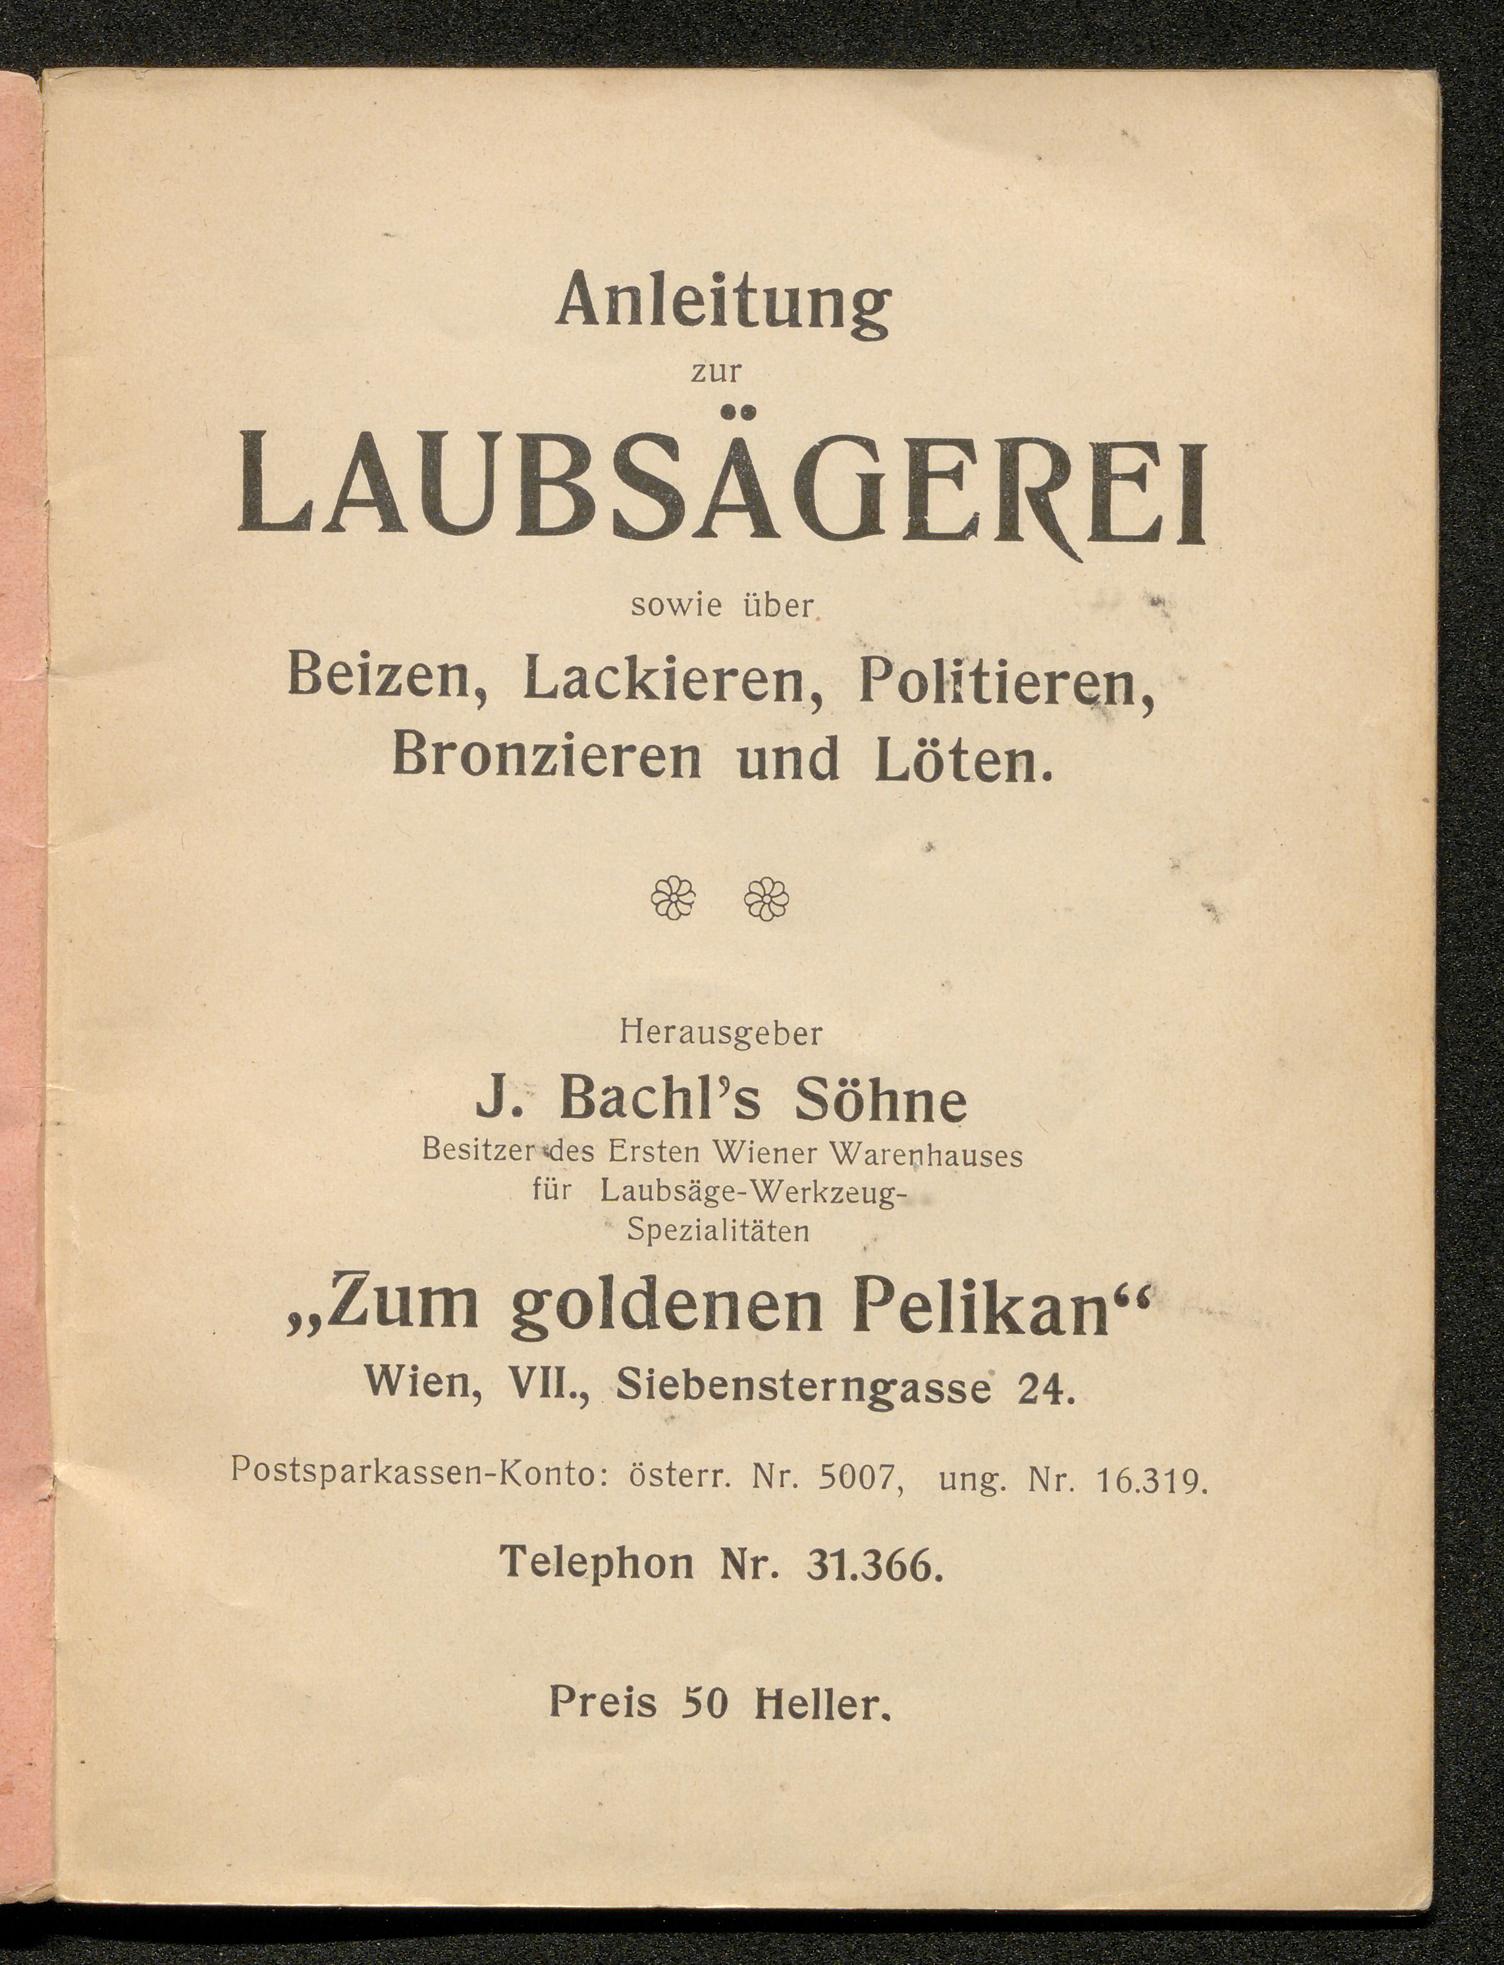 Anleitung
zur
LAUBSÄGEREI
sowie über
Beizen, Lackieren, Politieren,
Bronzieren und Löten.
Herausgeber
J. Bachl’s Söhne
Besitzer des Ersten Wiener Warenhauses
für Laubsäge-Werkzeug-
Spezialitäten
„Zum goldenen Pelikan“
Wien, VII., Siebensterngasse 24.
Postsparkassen-Konto: österr. Nr. 5007, ung. Nr. 16.319.
Telephon Nr. 31.366.
Preis 50 Heller.